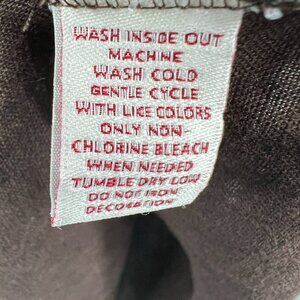 WASH INSIDE OUT
MACHINE
WASH COLD
GENTLE CYCLE
WITH LIKE COLORS
ONLY NON-
CHLORINE BLEACH
WHEN NEEDED
TUMBLE DRY LOW
DO NOT IRON
DECORATION